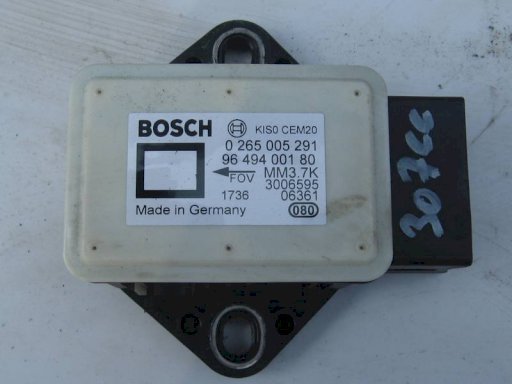 BOSCH KIS0 CEM20
0 265 005 291
96 494 001 80
FOV MM3.7K
3006595
1736 06361
Made in Germany 080
307CC